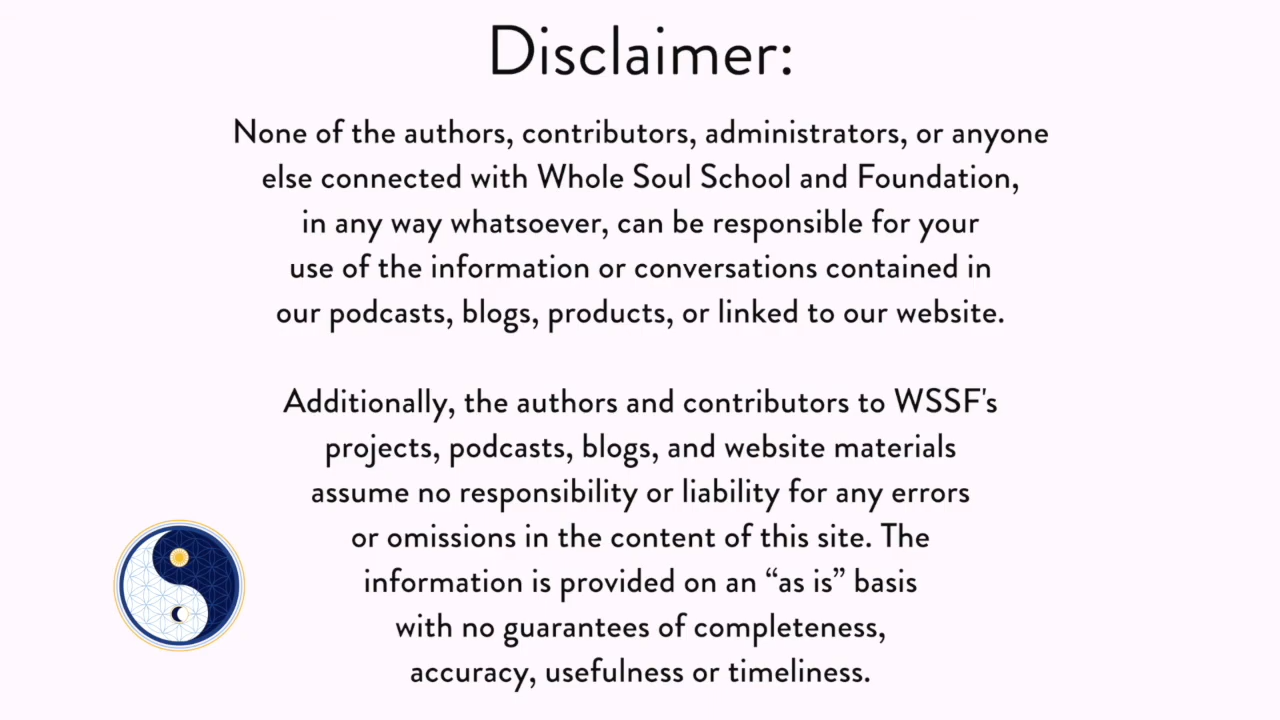 Disclaimer:
None of the authors, contributors, administrators, or anyone
else connected with Whole Soul School and Foundation,
in any way whatsoever, can be responsible for your
use of the information or conversations contained in
our podcasts, blogs, products, or linked to our website.
Additionally, the authors and contributors to WSSF's
projects, podcasts, blogs, and website materials
assume no responsibility or liability for any errors
or omissions in the content of this site. The
information is provided on an “as is” basis
with no guarantees of completeness,
accuracy, usefulness or timeliness.